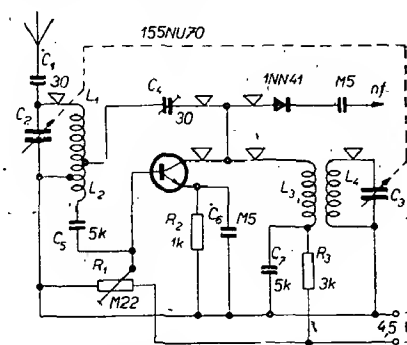 155NU70
C1
30
L1
C2
L2
C4
30
1NN41
M5
nf.
C5
5k
R1
M22
R2
1k
C6
M5
L3
L4
C3
C7
5k
R3
3k
4,5